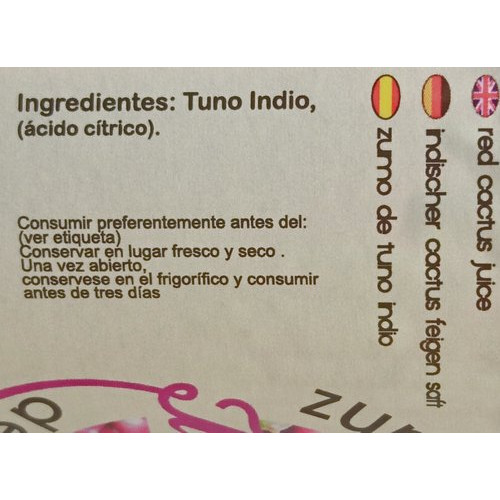 Ingredientes: Tuno Indio,
(ácido cítrico).
Consumir preferentemente antes del:
(ver etiqueta)
Conservar en lugar fresco y seco .
Una vez abierto,
conservese en el frigorífico y consumir
antes de tres días
zumo de tuno indio
indischer cactus feigen saft
red cactus juice